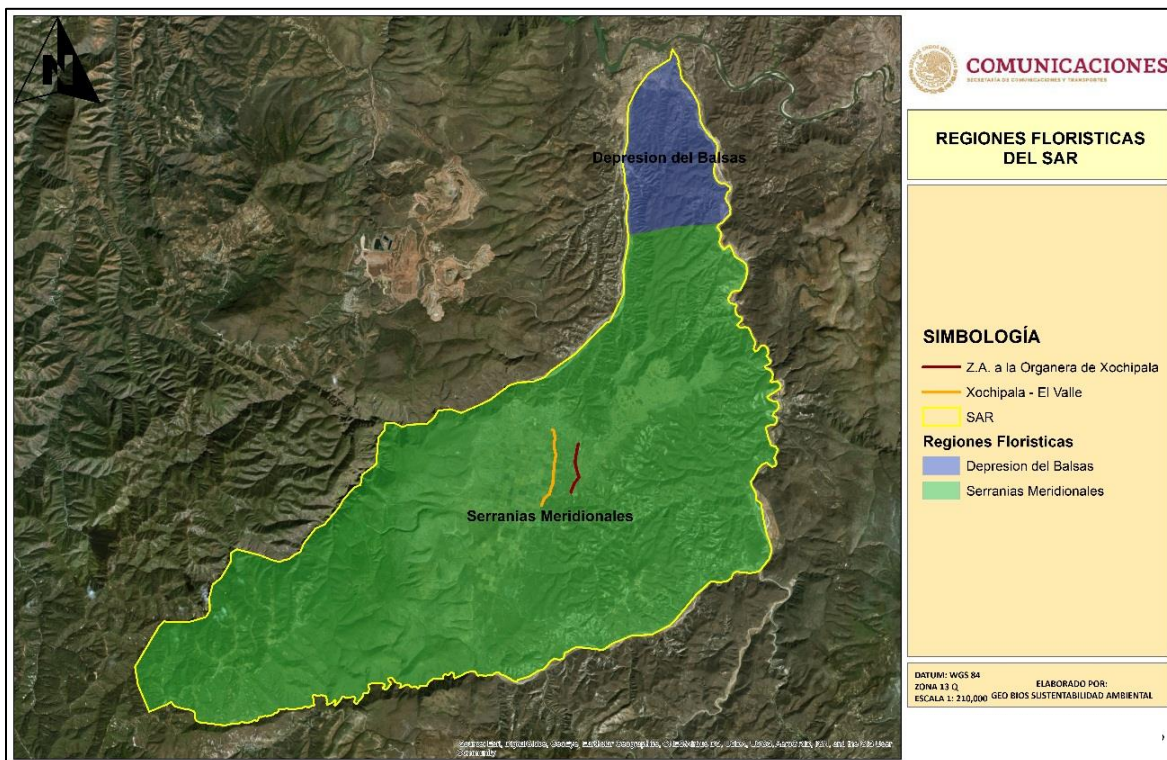 N
Depresion del Balsas
Serranias Meridionales
COMUNICACIONES
SECRETARÍA DE COMUNICACIONES Y TRANSPORTES
REGIONES FLORISTICAS
DEL SAR
SIMBOLOGÍA
Z.A. a la Organera de Xochipala
Xochipala - El Valle
SAR
Regiones Floristicas
Depresion del Balsas
Serranias Meridionales
DATUM: WGS 84
ZONA 13 Q
ESCALA 1: 210,000
ELABORADO POR:
GEO BIOS SUSTENTABILIDAD AMBIENTAL